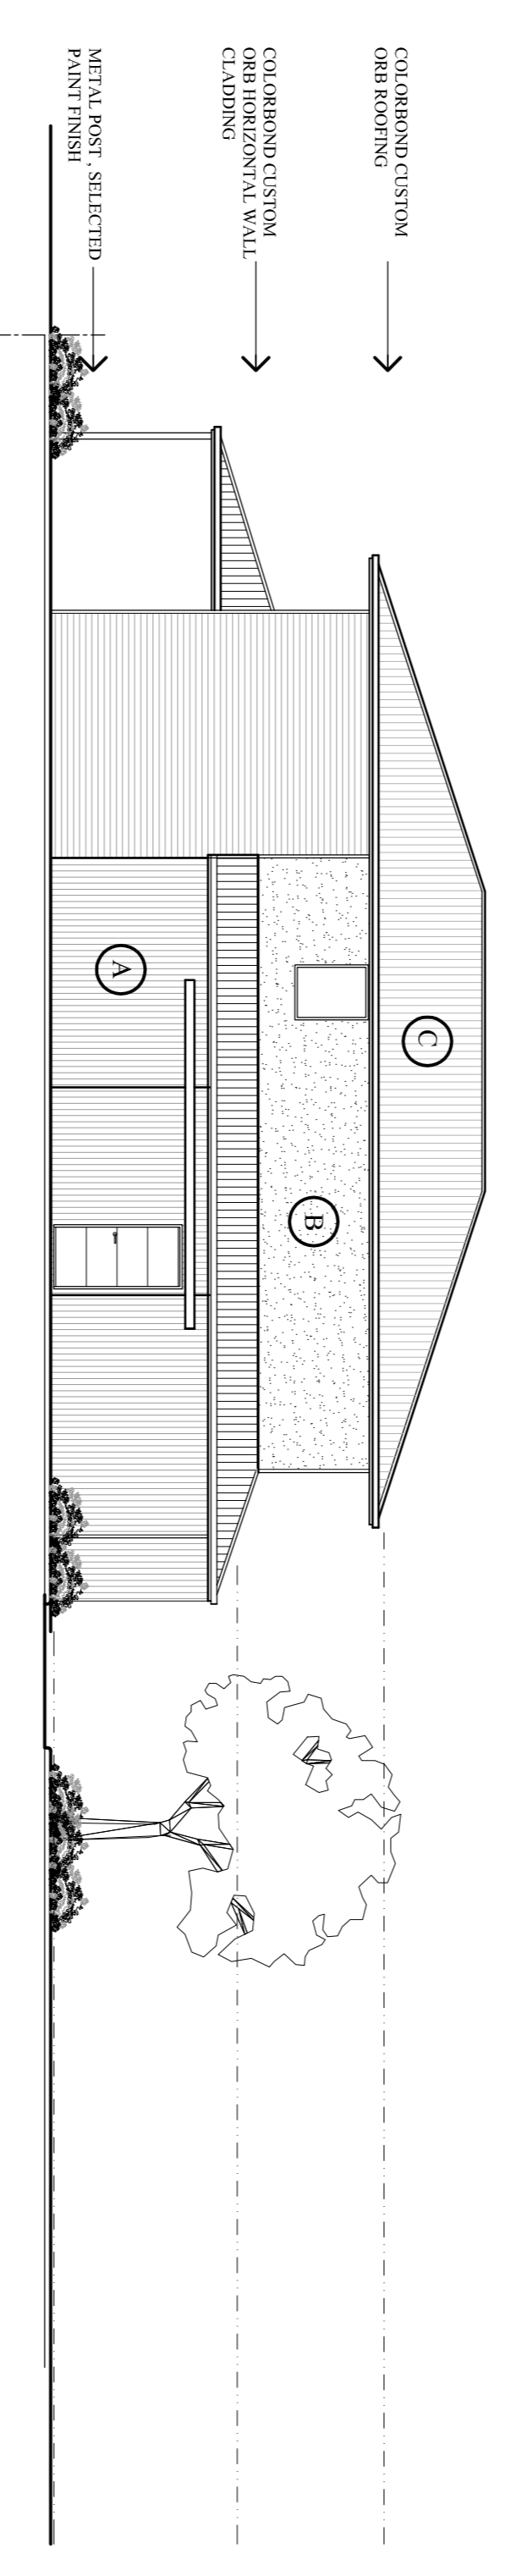 COLORBOND CUSTOM
ORB ROOFING
COLORBOND CUSTOM
ORB HORIZONTAL WALL
CLADDING
METAL POST , SELECTED
PAINT FINISH
C
B
A